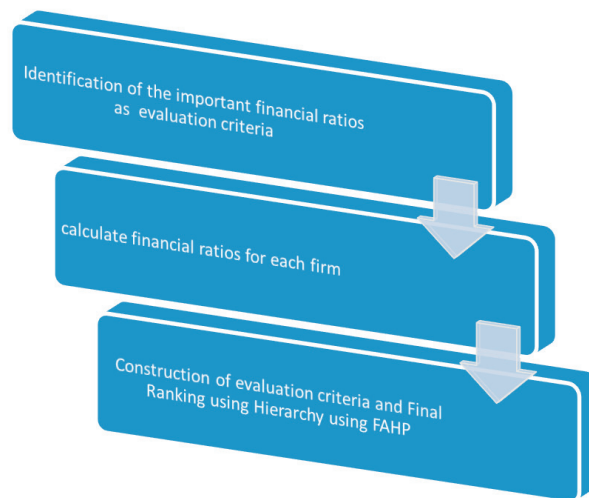 Identification of the important financial ratios
as evaluation criteria
calculate financial ratios for each firm
Construction of evaluation criteria and Final
Ranking using Hierarchy using FAHP